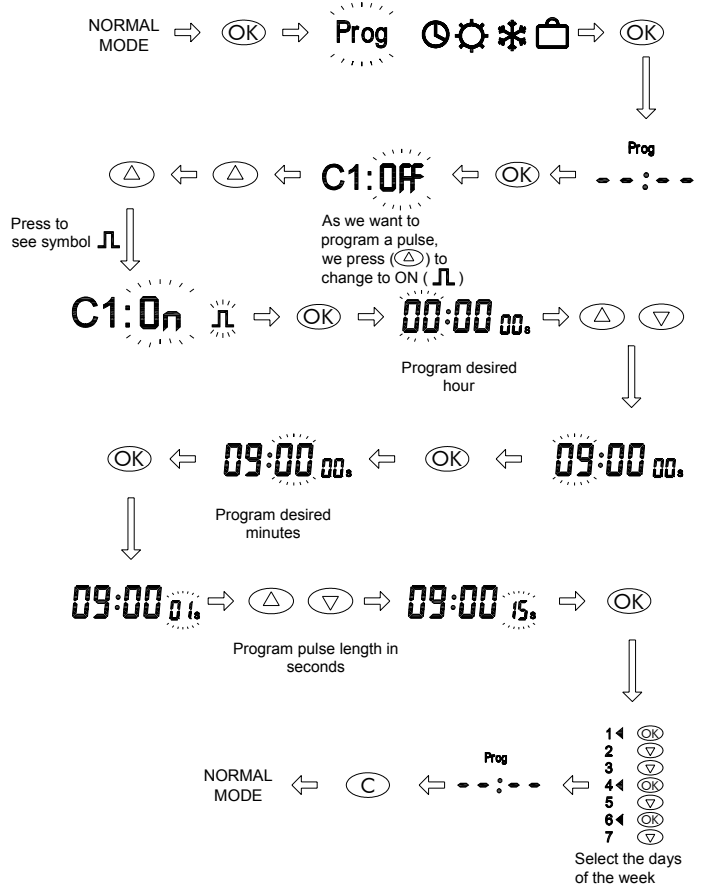 NORMAL MODE OK Prog OK
Prog
C1:OFF OK --:--
Press to
see symbol
As we want to
program a pulse,
we press ( ) to
change to ON ( )
C1:On OK 00:00 00s
Program desired
hour
OK 09:00 00s OK 09:00 00s
Program desired
minutes
09:00 01s 09:00 15s OK
Program pulse length in
seconds
1 OK
2
3
4 OK
5
6 OK
7
Prog
NORMAL MODE C --:--
Select the days
of the week